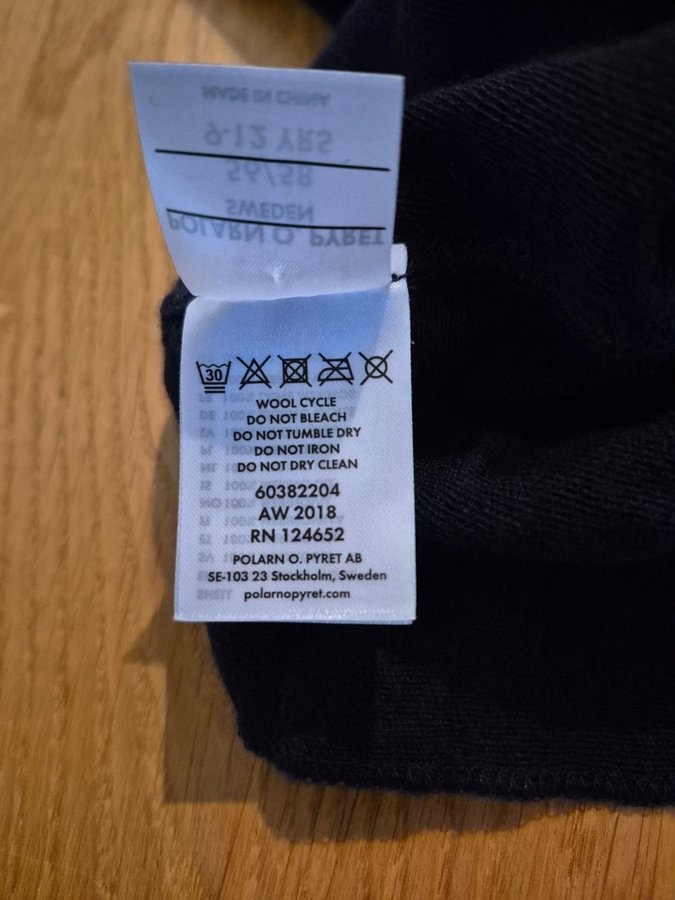 MADE IN CHINA
9-12 YRS
56/58
SWEDEN
POLARN O. PYRET
30
WOOL CYCLE
DO NOT BLEACH
DO NOT TUMBLE DRY
DO NOT IRON
DO NOT DRY CLEAN
60382204
AW 2018
RN 124652
POLARN O. PYRET AB
SE-103 23 Stockholm, Sweden
polarnopyret.com